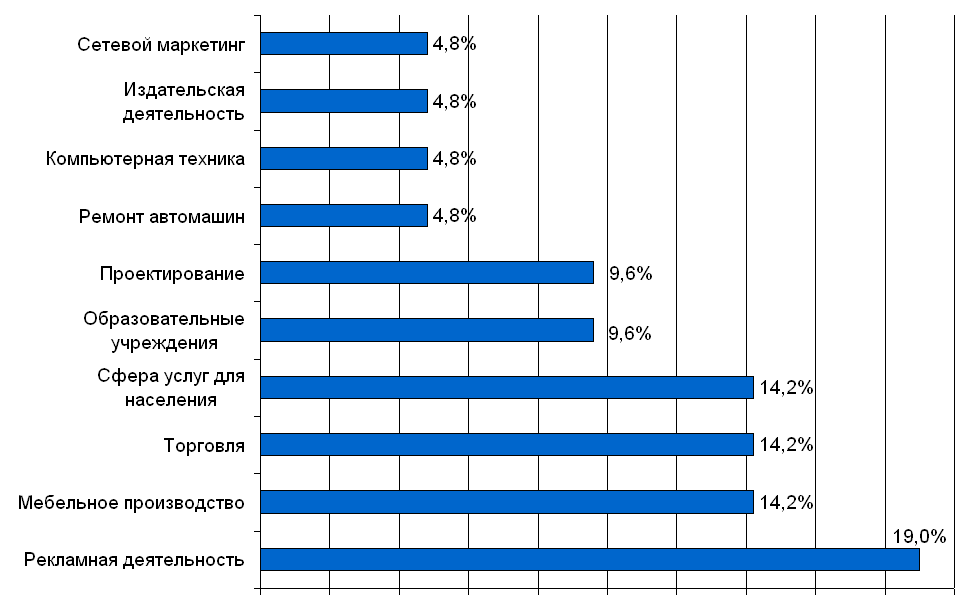 Сетевой маркетинг
4,8%
Издательская
деятельность
4,8%
Компьютерная техника
4,8%
Ремонт автомашин
4,8%
Проектирование
9,6%
Образовательные
учреждения
9,6%
Сфера услуг для
населения
14,2%
Торговля
14,2%
Мебельное производство
14,2%
Рекламная деятельность
19,0%